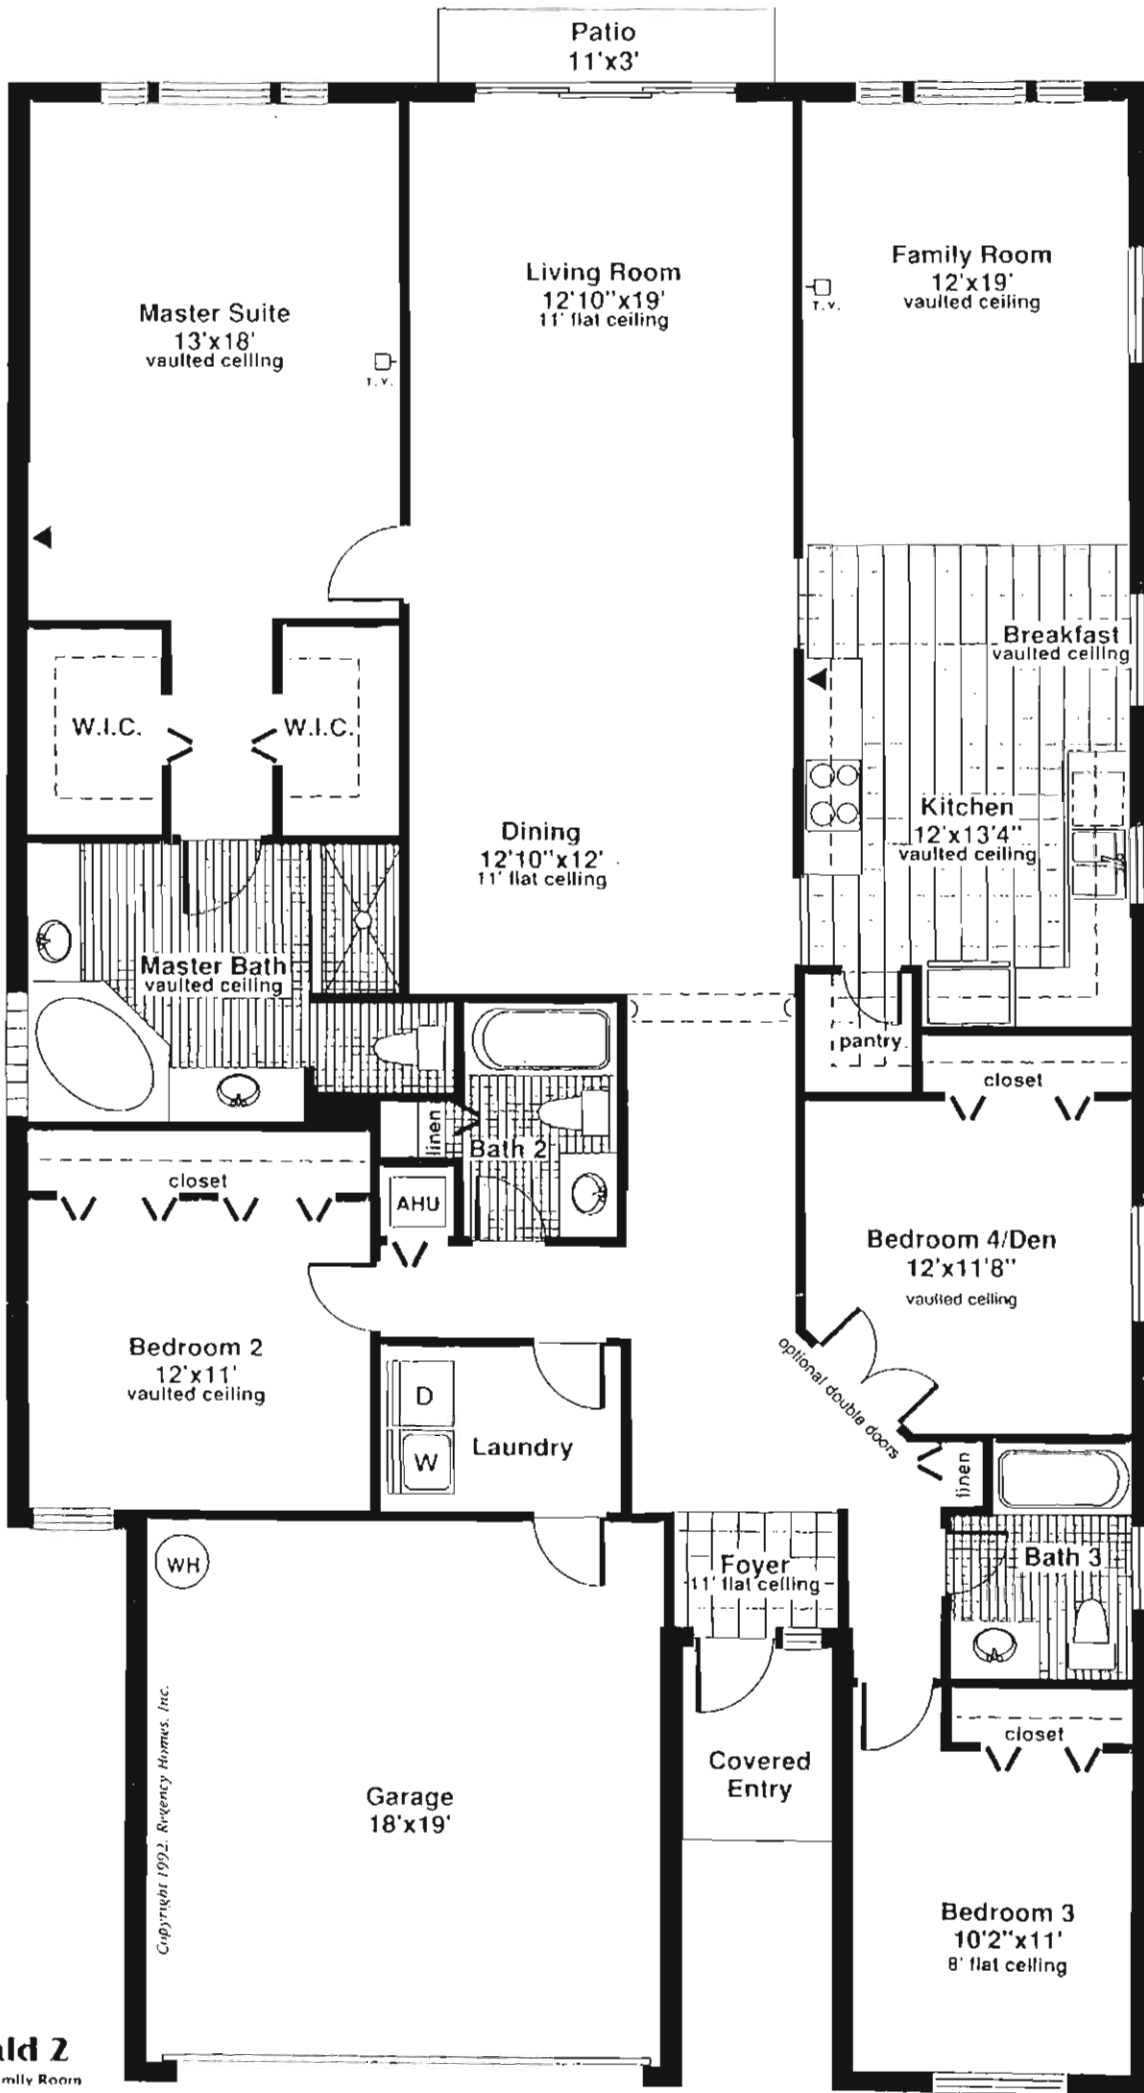 Patio
11'x3'
Master Suite
13'x18'
vaulted ceiling
T.V.
Living Room
12'10"x19'
11' flat ceiling
Family Room
12'x19'
vaulted ceiling
T.V.
W.I.C.
W.I.C.
Breakfast
vaulted ceiling
Dining
12'10"x12'
11' flat ceiling
Kitchen
12'x13'4"
vaulted ceiling
Master Bath
vaulted ceiling
pantry
closet
linen
Bath 2
closet
AHU
Bedroom 4/Den
12'x11'8"
vaulted ceiling
optional double doors
Bedroom 2
12'x11'
vaulted ceiling
D
W
Laundry
linen
Bath 3
WH
Foyer
11' flat ceiling
closet
Covered
Entry
Garage
18'x19'
Copyright 1992. Regency Homes, Inc.
Bedroom 3
10'2"x11'
8' flat ceiling
2
Room